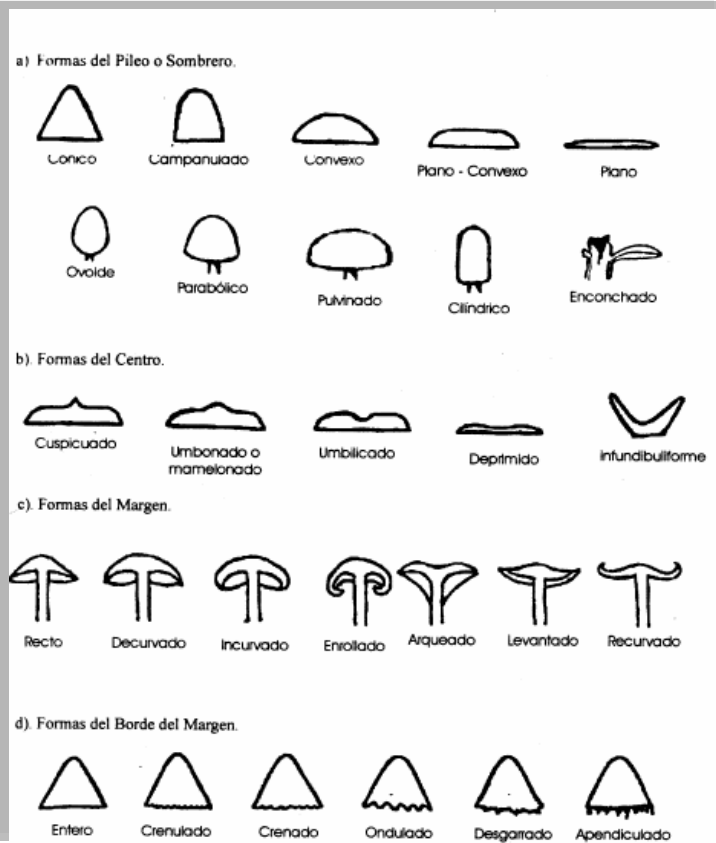 a) Formas del Pileo o Sombrero.
Cónico Campanulado Convexo Plano - Convexo Plano
Ovoide Parabólico Pulvinado Cilíndrico Enconchado
b). Formas del Centro.
Cuspicuado Umbonado o mamelonado Umbilicado Deprimido infundibuliforme
c). Formas del Margen.
Recto Decurvado Incurvado Enrollado Arqueado Levantado Recurvado
d). Formas del Borde del Margen.
Entero Crenulado Crenado Ondulado Desgarrado Apendiculado